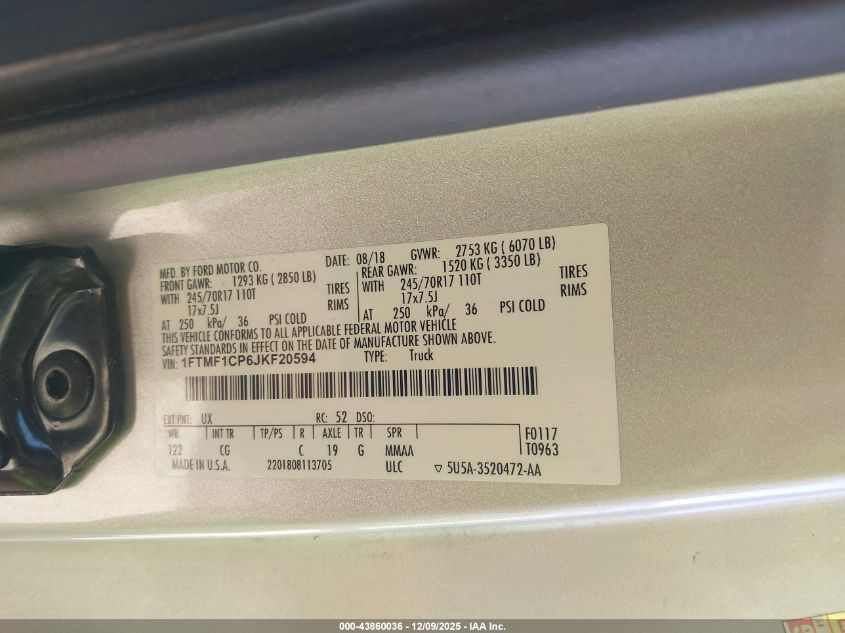 MFD. BY FORD MOTOR CO. DATE: 08/18 GVWR: 2753 KG ( 6070 LB)
FRONT GAWR: 1293 KG ( 2850 LB) REAR GAWR: 1520 KG ( 3350 LB)
WITH 245/70R17 110T TIRES WITH 245/70R17 110T TIRES
17x7.5J RIMS 17x7.5J RIMS
AT 250 kPa/ 36 PSI COLD AT 250 kPa/ 36 PSI COLD
THIS VEHICLE CONFORMS TO ALL APPLICABLE FEDERAL MOTOR VEHICLE
SAFETY STANDARDS IN EFFECT ON THE DATE OF MANUFACTURE SHOWN ABOVE.
VIN: 1FTMF1CP6JKF20594 TYPE: Truck
EXT PNT: UX RC: 52 DSO:
WB INT TR TP/PS R AXLE TR SPR F0117
122 CG C 19 G MMAA T0963
MADE IN U.S.A. 2201808113705 ULC ▽ 5U5A-3520472-AA
000-43860036 - 12/09/2025 - IAA Inc.